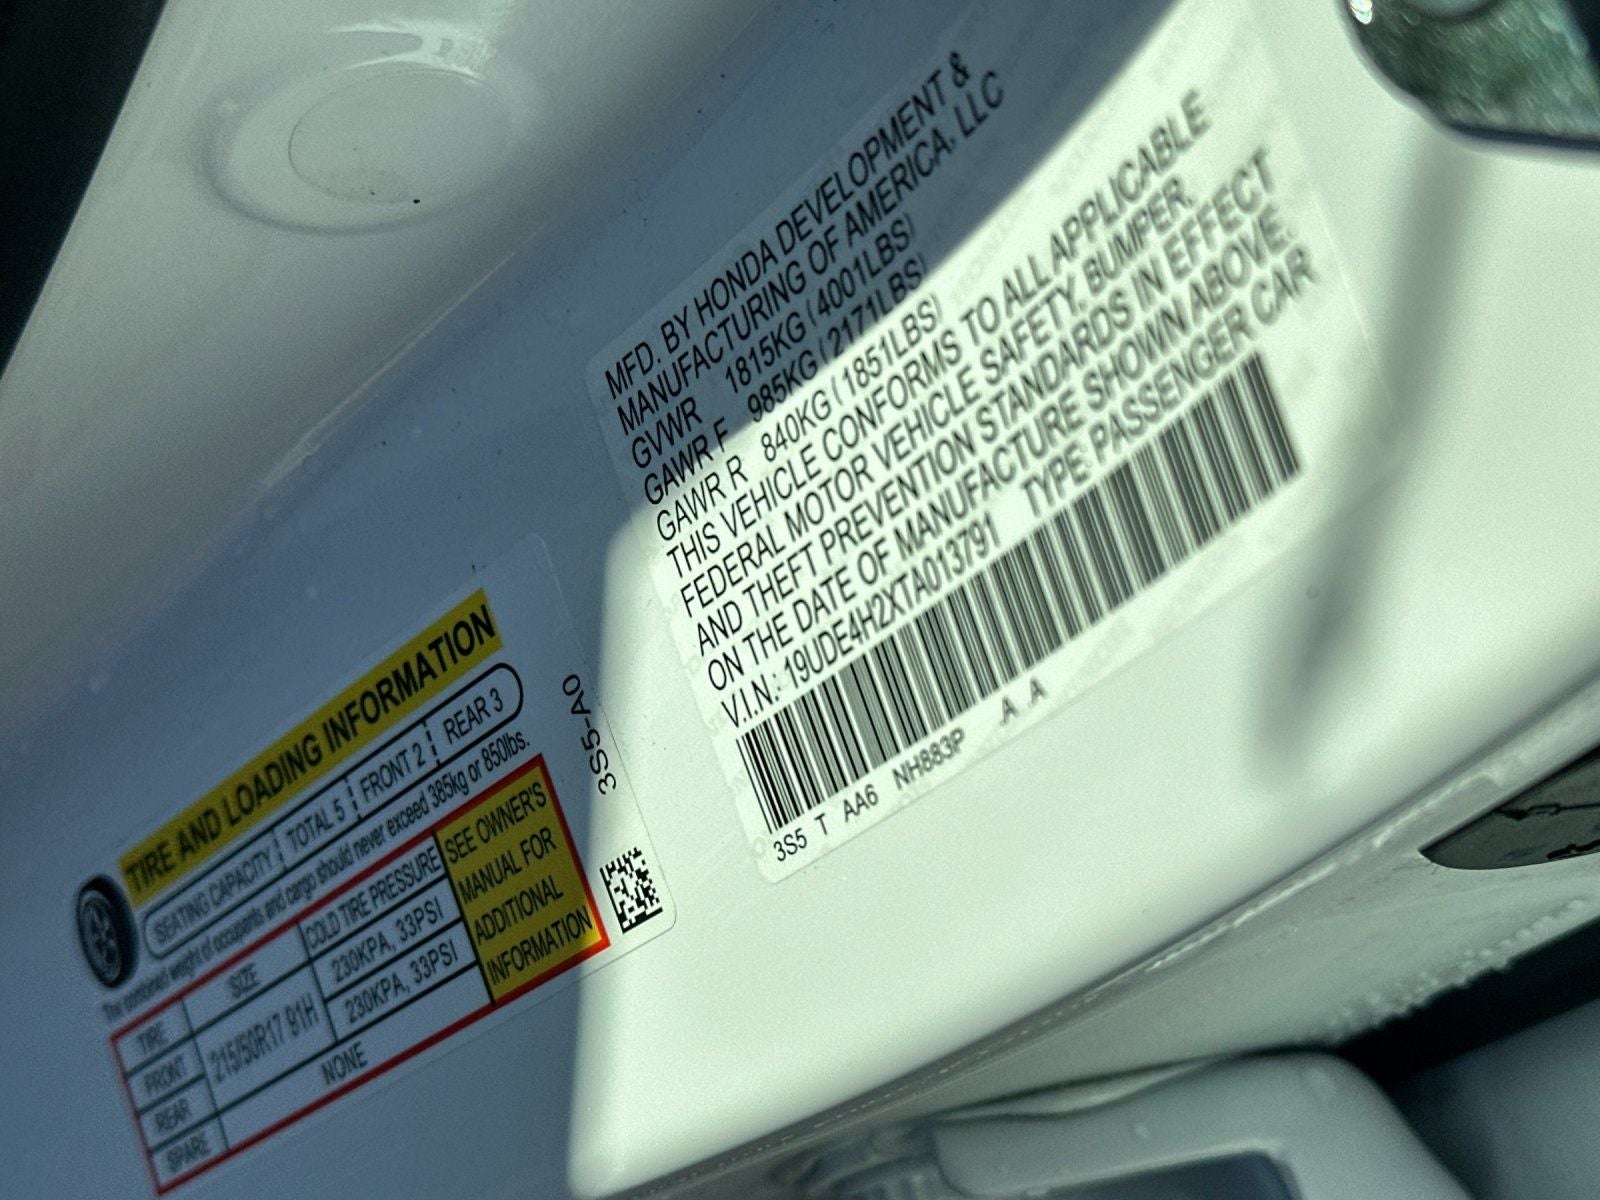 MFD. BY HONDA DEVELOPMENT &
MANUFACTURING OF AMERICA, LLC
GVWR 1815KG (4001LBS)
GAWR F 985KG (2171LBS)
GAWR R 840KG (1851LBS)
THIS VEHICLE CONFORMS TO ALL APPLICABLE
FEDERAL MOTOR VEHICLE SAFETY, BUMPER,
AND THEFT PREVENTION STANDARDS IN EFFECT
ON THE DATE OF MANUFACTURE SHOWN ABOVE.
V.I.N.: 19UDE4H2XTA013791 TYPE: PASSENGER CAR
3S5 T AA6 NH883P A A
TIRE AND LOADING INFORMATION
SEATING CAPACITY TOTAL 5 FRONT 2 REAR 3
The combined weight of occupants and cargo should never exceed 385kg or 850lbs.
TIRE SIZE COLD TIRE PRESSURE
FRONT 215/50R17 91H 230KPA, 33PSI
REAR 230KPA, 33PSI
SPARE NONE
SEE OWNER'S
MANUAL FOR
ADDITIONAL
INFORMATION
3S5-A0